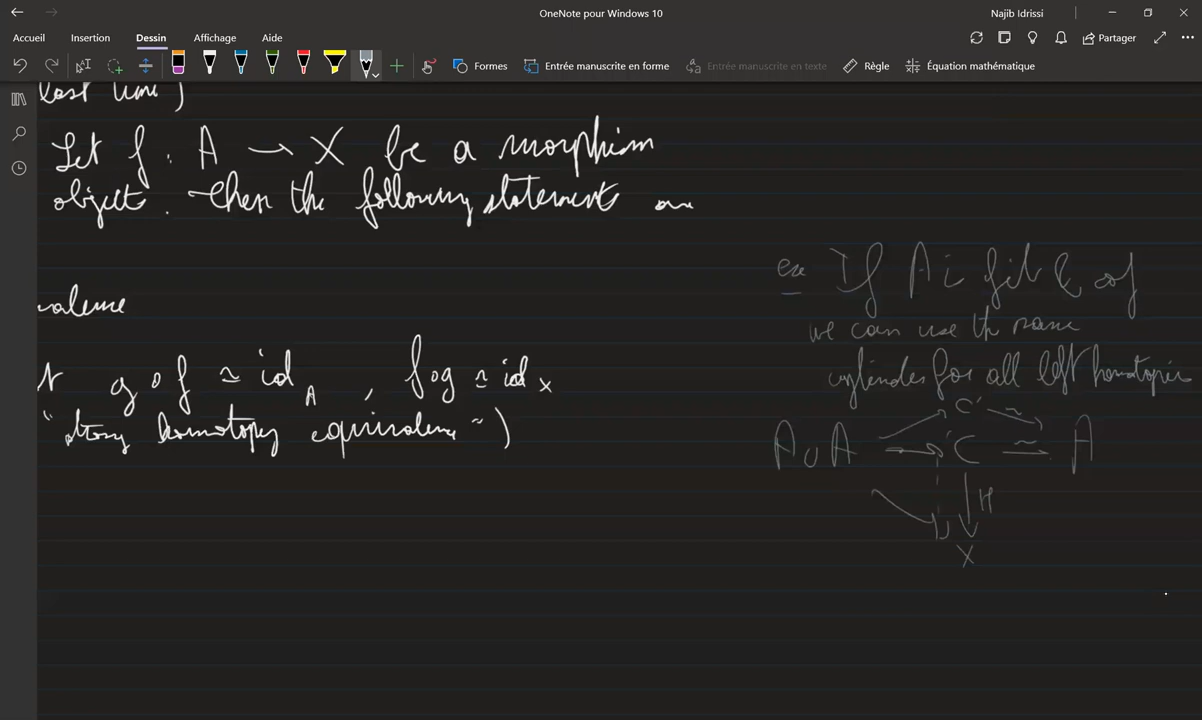 OneNote pour Windows 10
Najib Idrissi
Accueil Insertion Dessin Affichage Aide
Partager
Formes Entrée manuscrite en forme Entrée manuscrite en texte Règle Équation mathématique
last time)
Let f : A → X be a morphism
object. Then the following statements are
valence
t g ∘ f ≃ id_A , f ∘ g ≃ id_X
"strong homotopy equivalence")
ex If A is fib & cof
we can use the same
cylinder for all left homotopies
C' ~
A ∪ A → C ~→ A
H
X